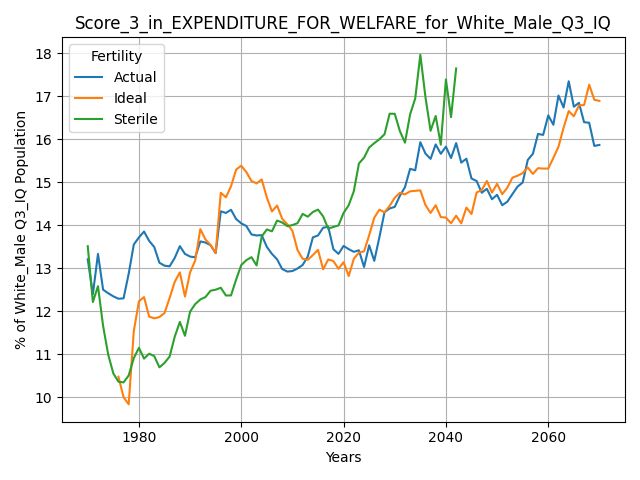 Score_3_in_EXPENDITURE_FOR_WELFARE_for_White_Male_Q3_IQ
Fertility
Actual
Ideal
Sterile
% of White_Male Q3_IQ Population
18
17
16
15
14
13
12
11
10
1980
2000
2020
2040
2060
Years